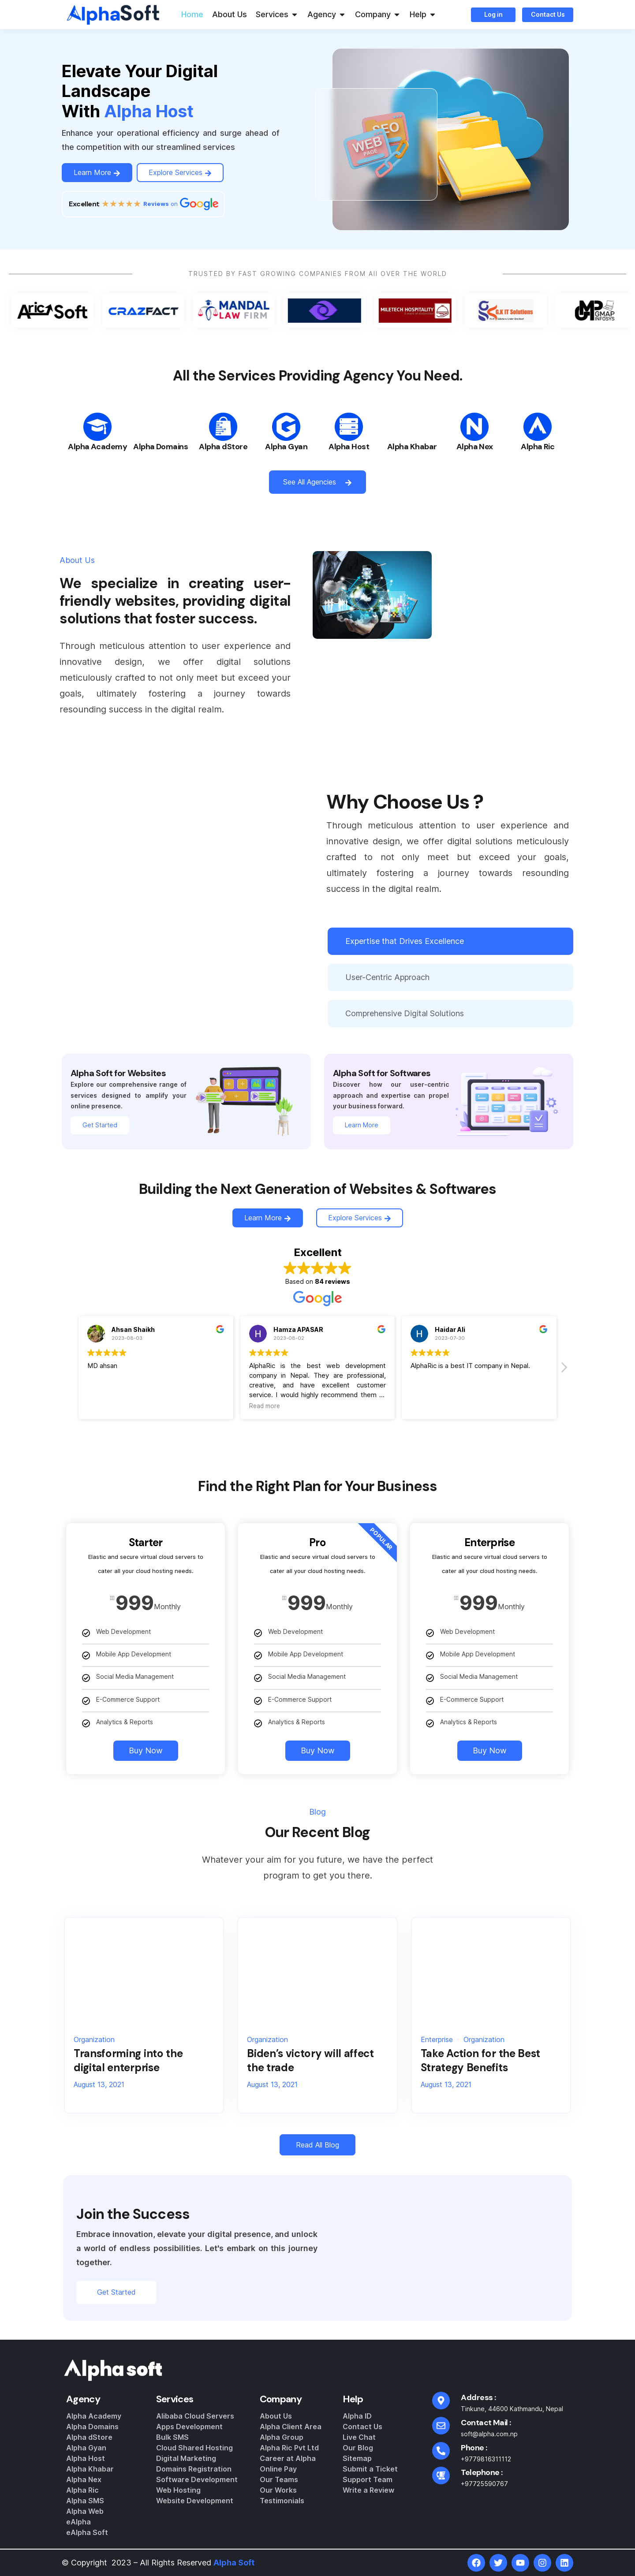 AlphaSoft
Home About Us Services Agency Company Help Log in Contact Us
Elevate Your Digital
Landscape
With Alpha Host
Enhance your operational efficiency and surge ahead of
the competition with our streamlined services
Learn More Explore Services
SEO
WEB
PAGE
Excellent Reviews on Google
TRUSTED BY FAST GROWING COMPANIES FROM All OVER THE WORLD
AricSoft
CRAZFACT
MANDAL
LAW FIRM
MILETECH HOSPITALITY
G.K IT Solutions
GMAP
INFOSYS
All the Services Providing Agency You Need.
Alpha Academy Alpha Domains Alpha dStore Alpha Gyan Alpha Host Alpha Khabar Alpha Nex Alpha Ric
See All Agencies
About Us
We specialize in creating user-
friendly websites, providing digital
solutions that foster success.
Through meticulous attention to user experience and
innovative design, we offer digital solutions
meticulously crafted to not only meet but exceed your
goals, ultimately fostering a journey towards
resounding success in the digital realm.
Why Choose Us ?
Through meticulous attention to user experience and
innovative design, we offer digital solutions meticulously
crafted to not only meet but exceed your goals,
ultimately fostering a journey towards resounding
success in the digital realm.
Expertise that Drives Excellence
User-Centric Approach
Comprehensive Digital Solutions
Alpha Soft for Websites
Explore our comprehensive range of
services designed to amplify your
online presence.
Get Started
Alpha Soft for Softwares
Discover how our user-centric
approach and expertise can propel
your business forward.
Learn More
Building the Next Generation of Websites & Softwares
Learn More Explore Services
Excellent
Based on 84 reviews
Google
Ansh Shaikh
2023-08-03
MD ahsan
H
Hamza APASAR
2023-08-02
AlphaRic is the best web development
company in Nepal. They are professional,
creative, and have excellent customer
service. I would highly recommend them ...
Read more
H
Haidar Ali
2023-07-30
AlphaRic is a best IT company in Nepal.
Find the Right Plan for Your Business
Starter
Elastic and secure virtual cloud servers to
cater all your cloud hosting needs.
999 Monthly
Web Development
Mobile App Development
Social Media Management
E-Commerce Support
Analytics & Reports
Buy Now
POPULAR
Pro
Elastic and secure virtual cloud servers to
cater all your cloud hosting needs.
999 Monthly
Web Development
Mobile App Development
Social Media Management
E-Commerce Support
Analytics & Reports
Buy Now
Enterprise
Elastic and secure virtual cloud servers to
cater all your cloud hosting needs.
999 Monthly
Web Development
Mobile App Development
Social Media Management
E-Commerce Support
Analytics & Reports
Buy Now
Blog
Our Recent Blog
Whatever your aim for you future, we have the perfect
program to get you there.
Organization
Transforming into the
digital enterprise
August 13, 2021
Organization
Biden's victory will affect
the trade
August 13, 2021
Enterprise Organization
Take Action for the Best
Strategy Benefits
August 13, 2021
Read All Blog
Join the Success
Embrace innovation, elevate your digital presence, and unlock
a world of endless possibilities. Let's embark on this journey
together.
Get Started
Alpha soft
Agency
Alpha Academy
Alpha Domains
Alpha dStore
Alpha Gyan
Alpha Host
Alpha Khabar
Alpha Nex
Alpha Ric
Alpha SMS
Alpha Web
eAlpha
eAlpha Soft
Services
Alibaba Cloud Servers
Apps Development
Bulk SMS
Cloud Shared Hosting
Digital Marketing
Domains Registration
Software Development
Web Hosting
Website Development
Company
About Us
Alpha Client Area
Alpha Group
Alpha Ric Pvt Ltd
Career at Alpha
Online Pay
Our Teams
Our Works
Testimonials
Help
Alpha ID
Contact Us
Live Chat
Our Blog
Sitemap
Submit a Ticket
Support Team
Write a Review
Address :
Tinkune, 44600 Kathmandu, Nepal
Contact Mail :
soft@alpha.com.np
Phone :
+9779816311112
Telephone :
+97725590767
© Copyright 2023 – All Rights Reserved Alpha Soft